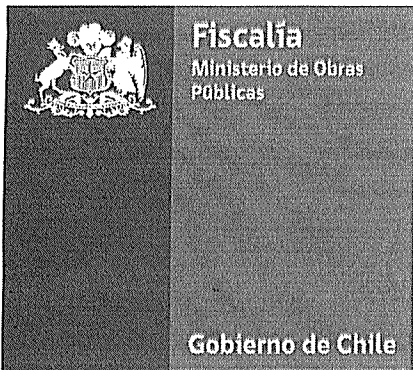 Fiscalía
Ministerio de Obras
Públicas
Gobierno de Chile